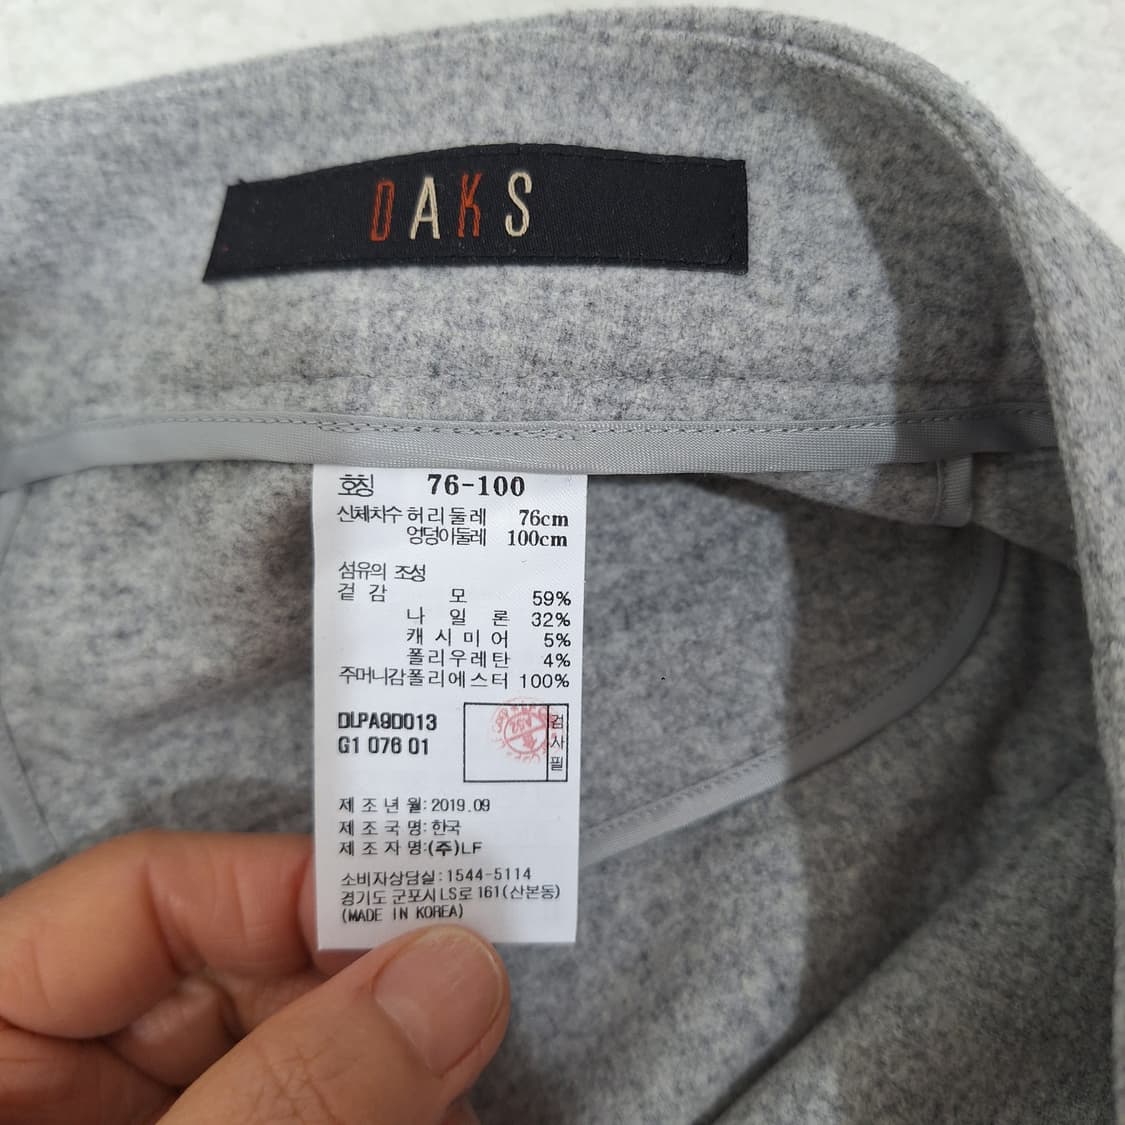 DAKS
호칭 76-100
신체치수 허리둘레 76cm
엉덩이둘레 100cm
섬유의 조성
겉감 모 59%
나일론 32%
캐시미어 5%
폴리우레탄 4%
주머니감 폴리에스터 100%
DLPA9D013
G1 076 01
검사필
제조년월:2019.09
제조국명:한국
제조자명:(주)LF
소비자상담실:1544-5114
경기도 군포시 LS로 161(산본동)
(MADE IN KOREA)